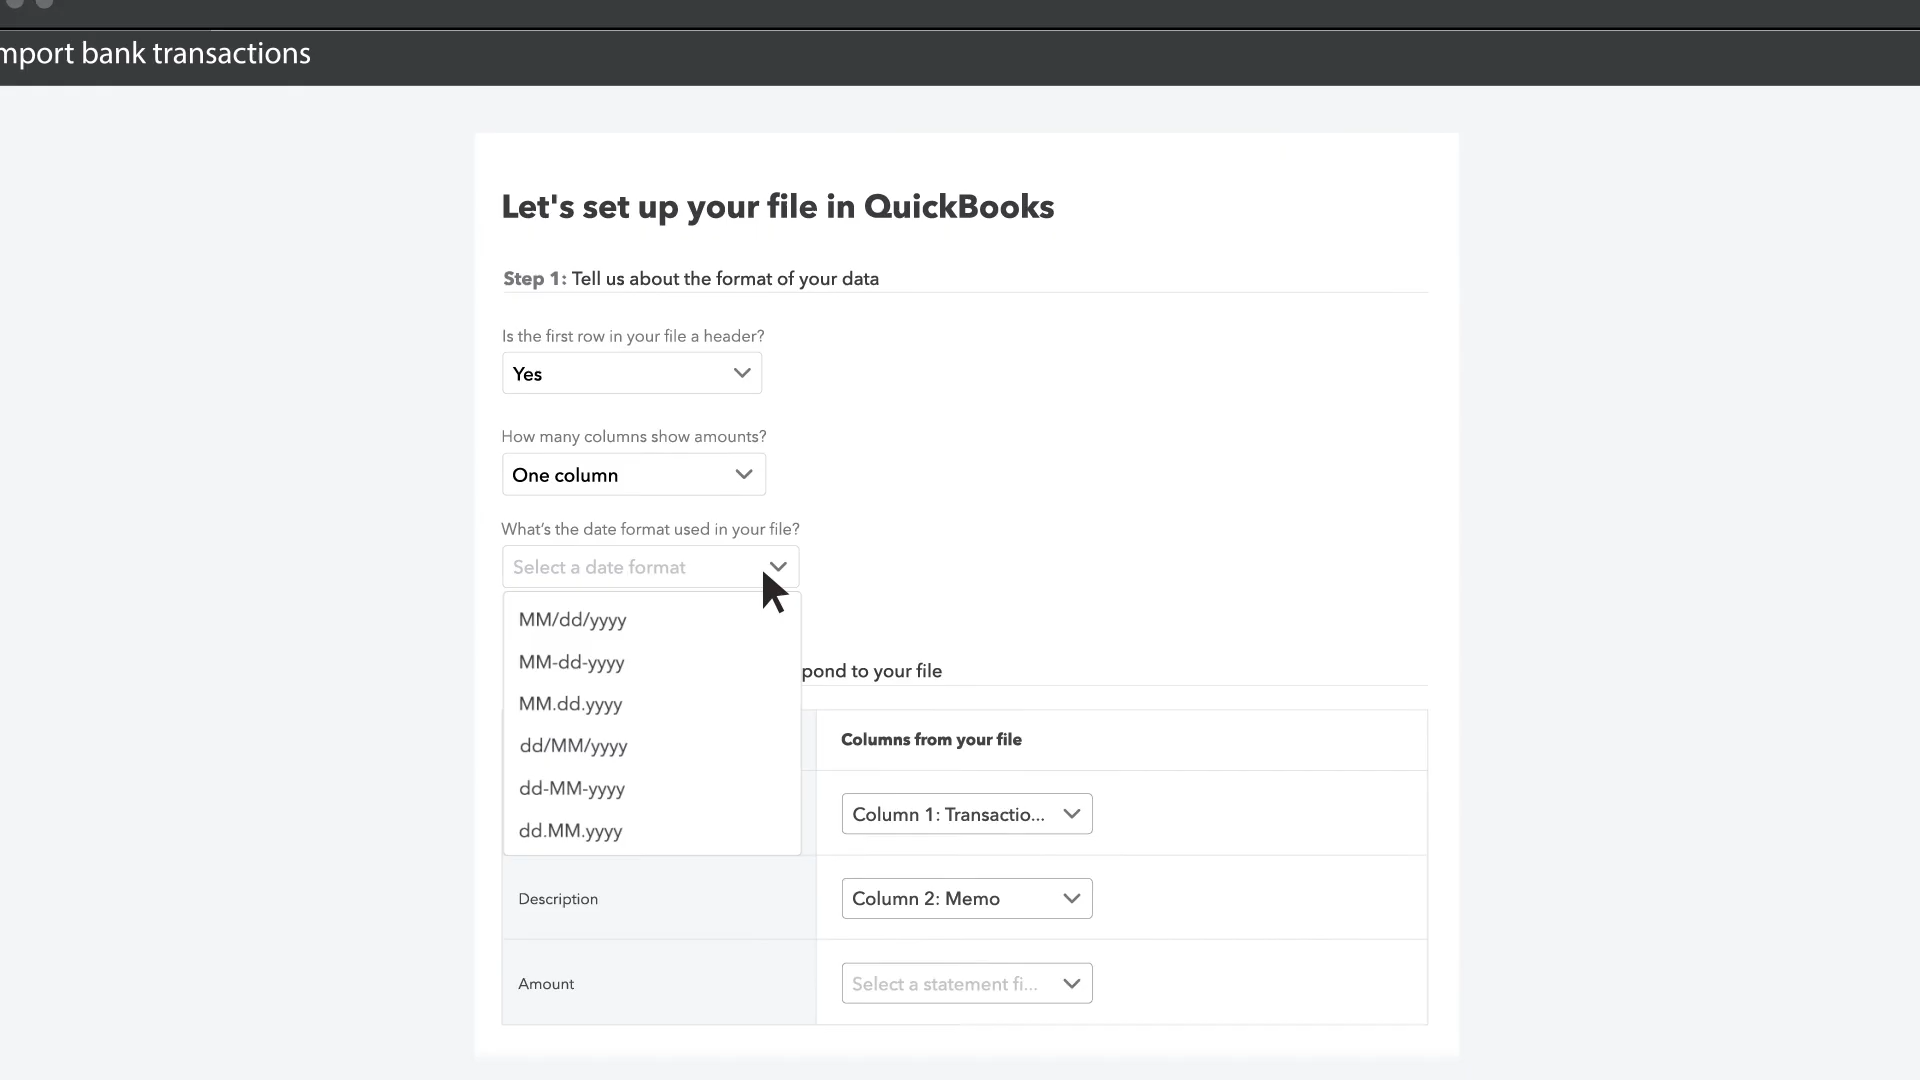 mport bank transactions
Let's set up your file in QuickBooks
Step 1: Tell us about the format of your data
Is the first row in your file a header?
Yes
How many columns show amounts?
One column
What's the date format used in your file?
Select a date format
MM/dd/yyyy
MM-dd-yyyy
MM.dd.yyyy
dd/MM/yyyy
dd-MM-yyyy
dd.MM.yyyy
pond to your file
Columns from your file
Column 1: Transactio...
Description
Column 2: Memo
Amount
Select a statement fi...